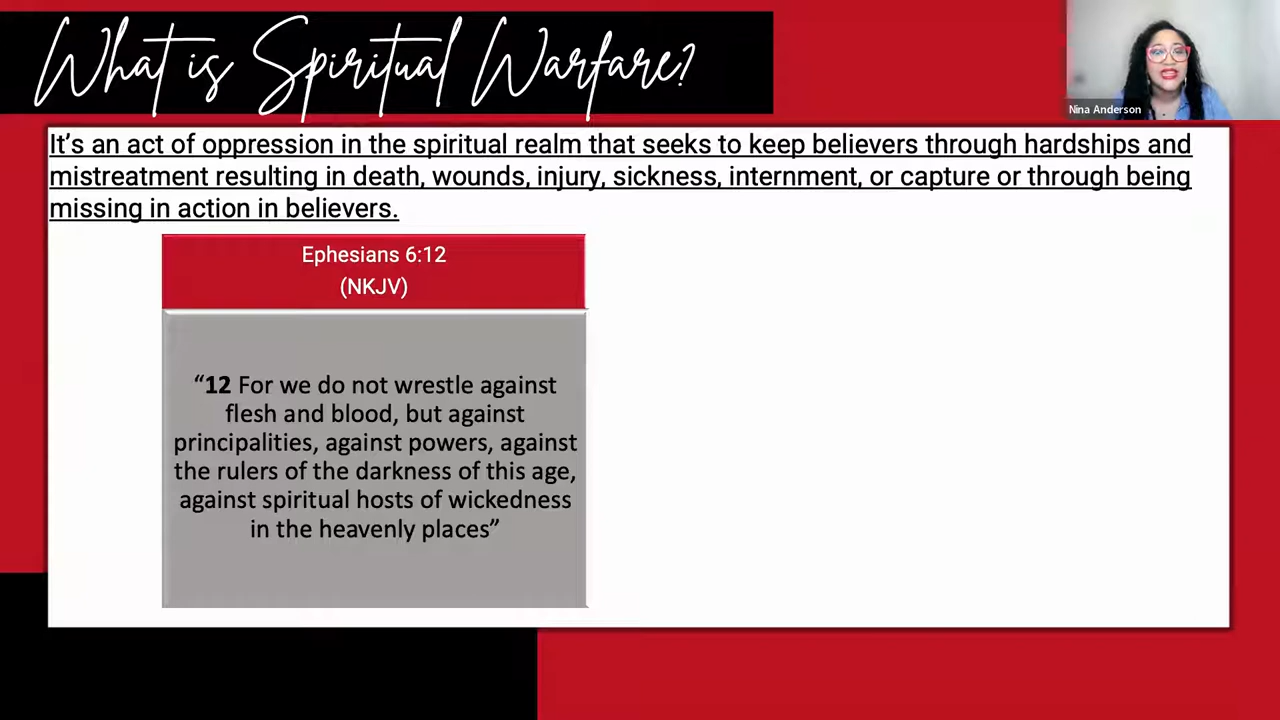 What is Spiritual Warfare?
Nina Anderson
It's an act of oppression in the spiritual realm that seeks to keep believers through hardships and
mistreatment resulting in death, wounds, injury, sickness, internment, or capture or through being
missing in action in believers.
Ephesians 6:12
(NKJV)
“12 For we do not wrestle against
flesh and blood, but against
principalities, against powers, against
the rulers of the darkness of this age,
against spiritual hosts of wickedness
in the heavenly places”